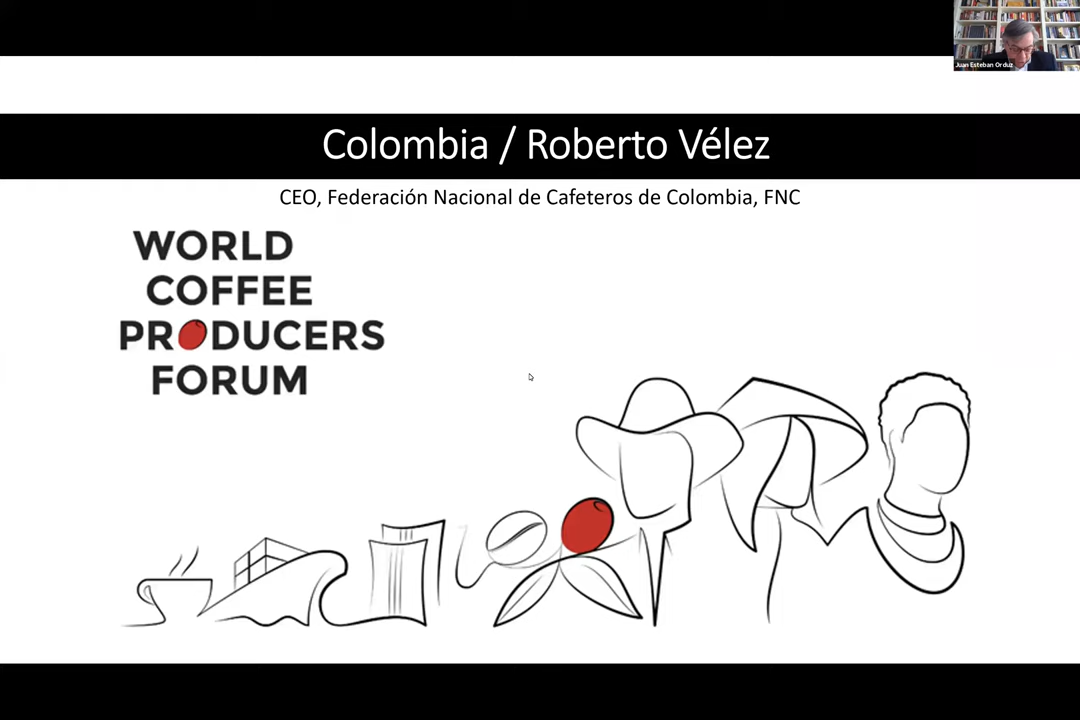 Juan Esteban Orduz
Colombia / Roberto Vélez
CEO, Federación Nacional de Cafeteros de Colombia, FNC
WORLD
COFFEE
PRODUCERS
FORUM